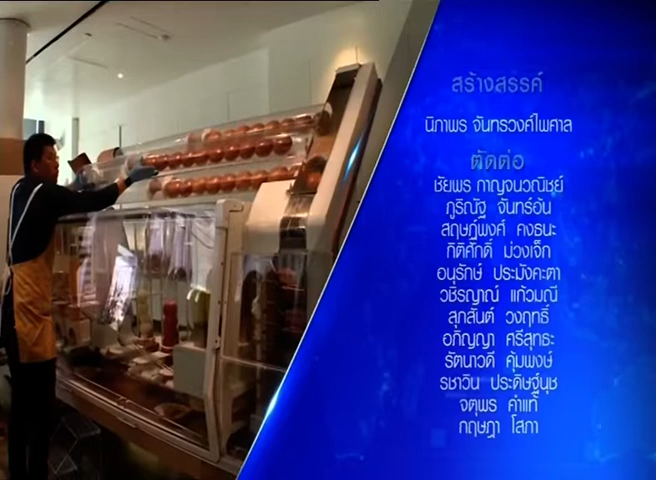 สร้างสรรค์
นิภาพร จันทรวงศ์ไพศาล
ตัดต่อ
ชัยพร กาญจนวณิชย์
ภูริณัฐ จันทร์อ้น
สฤษฎ์พงศ์ คงธนะ
กิติศักดิ์ ม่วงเจ็ก
อนุรักษ์ ประมังคะตา
วชิรญาณ์ แก้วมณี
สุภสันต์ วงฤทธิ์
อภิญญา ศรีสุทธะ
รัตนาวดี คุ้มพงษ์
รชาวิน ประดิษฐ์นุช
จตุพร คำแท้
กฤษฎา โสภา